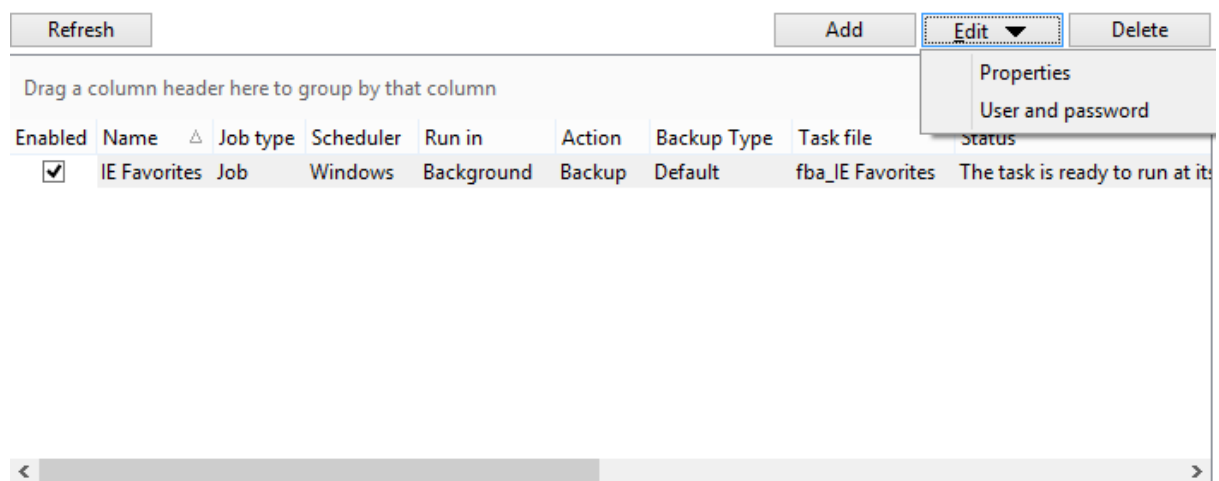 Refresh Add Edit Delete
Properties
Drag a column header here to group by that column
User and password
Enabled Name Job type Scheduler Run in Action Backup Type Task file Status
IE Favorites Job Windows Background Backup Default fba_IE Favorites The task is ready to run at its